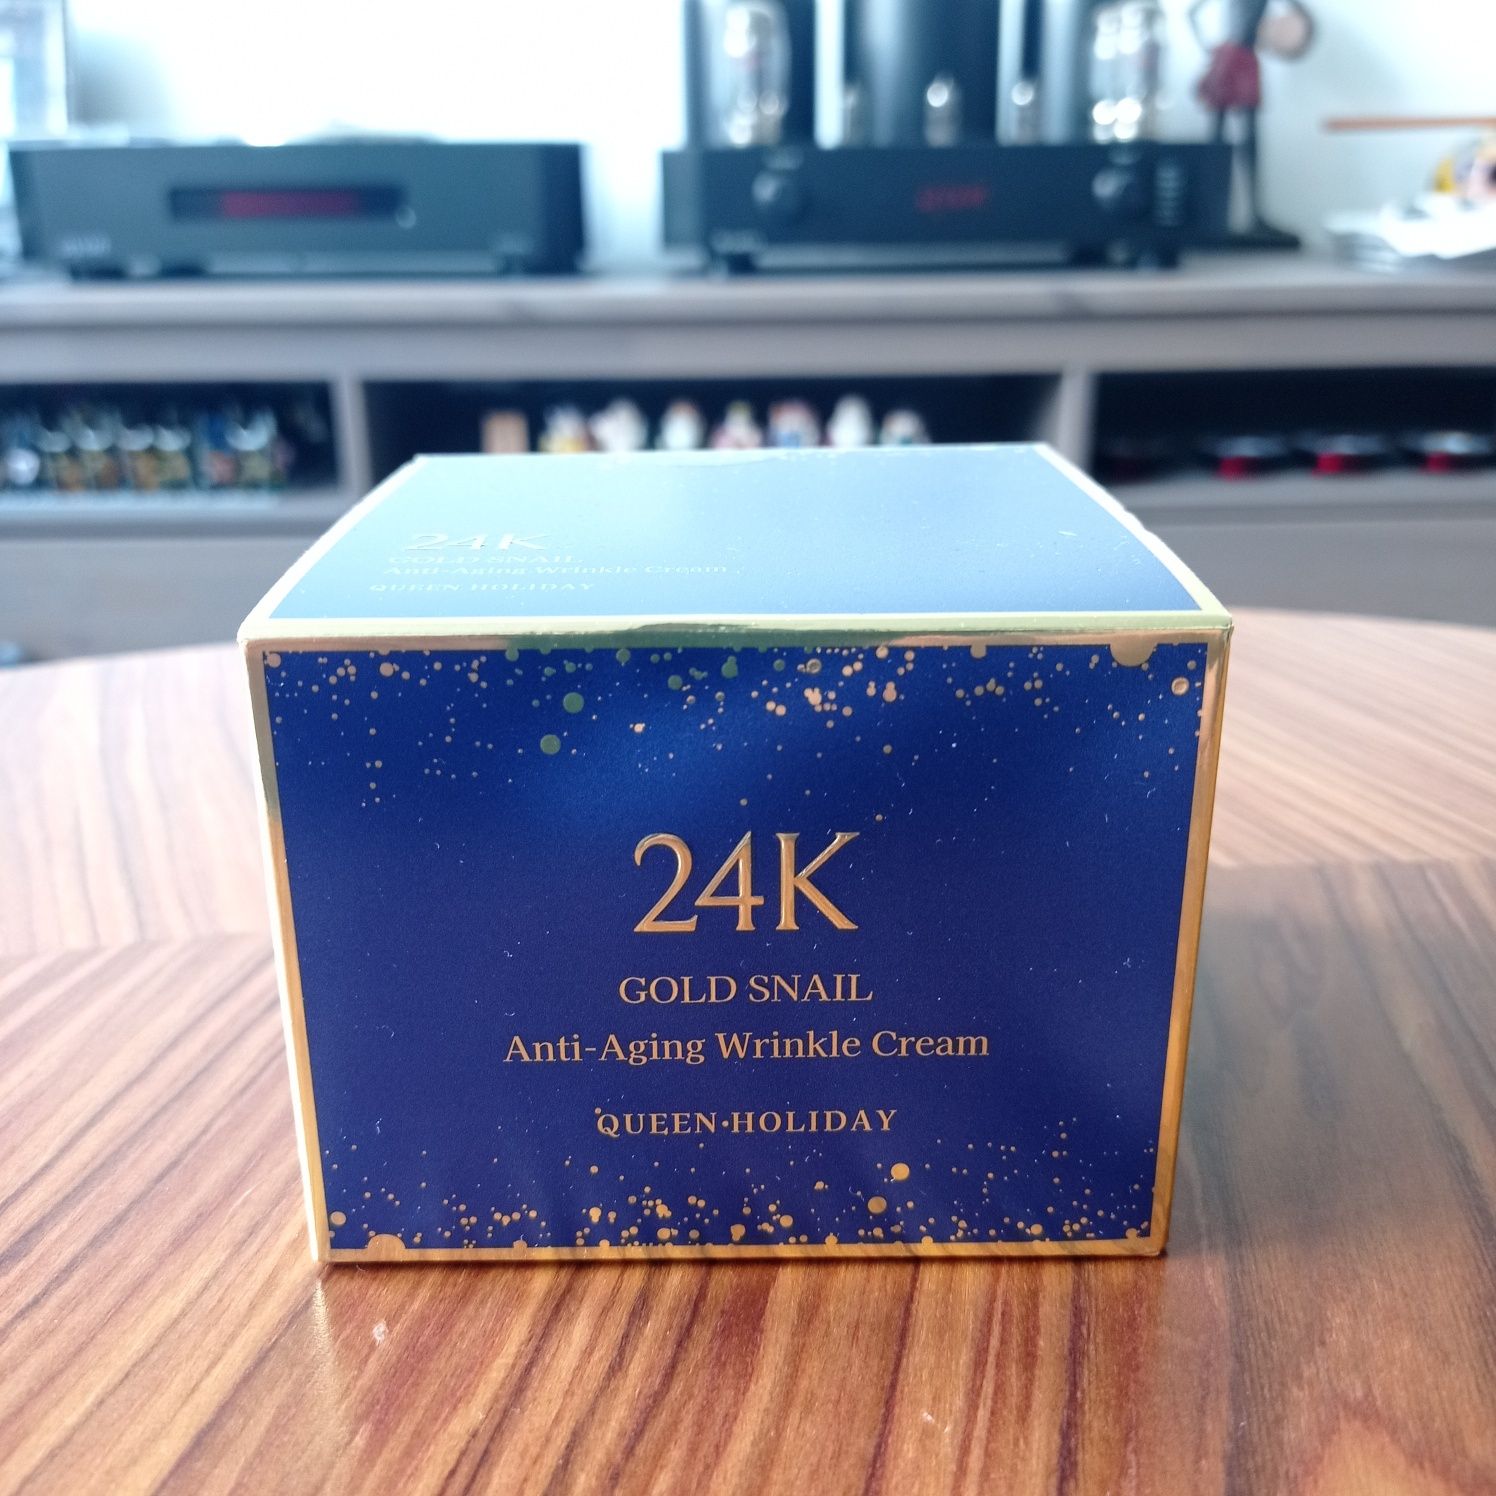 24K
GOLD SNAIL
Anti-Aging Wrinkle Cream
QUEEN HOLIDAY
24K
GOLD SNAIL
Anti-Aging Wrinkle Cream
QUEEN·HOLIDAY